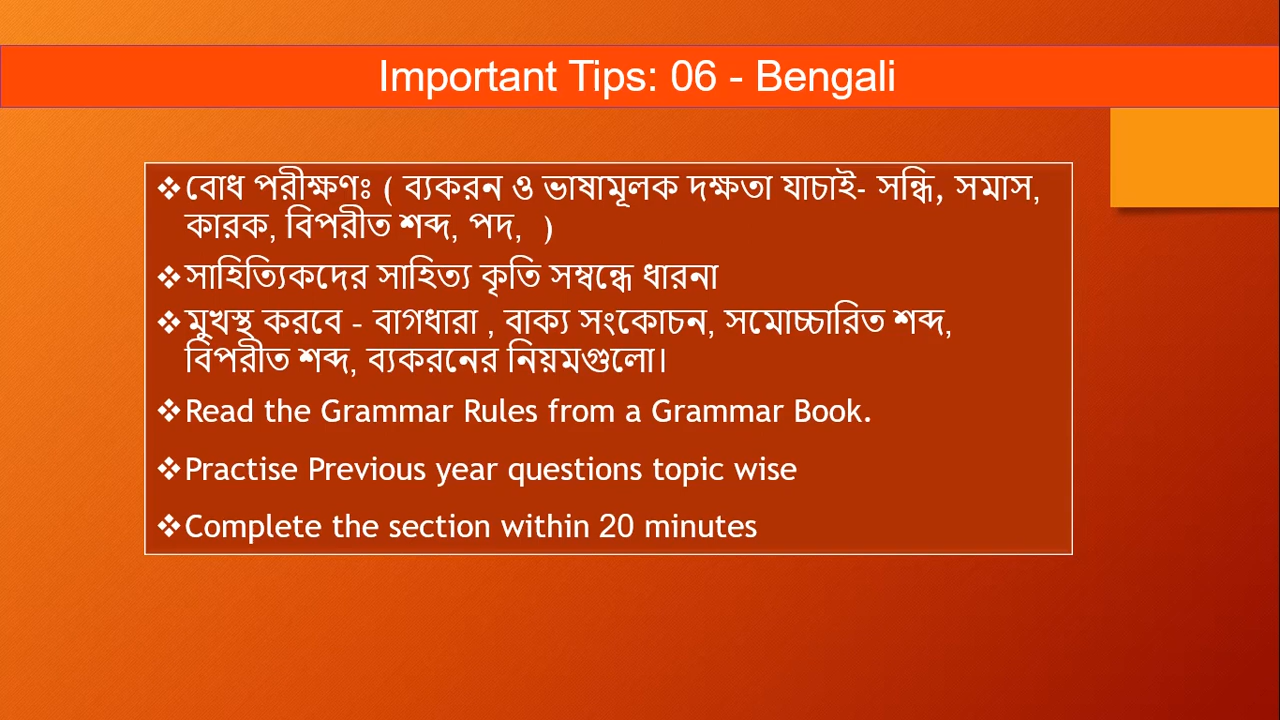 Important Tips: 06 - Bengali
❖বোধ পরীক্ষণঃ ( ব্যকরন ও ভাষামূলক দক্ষতা যাচাই- সন্ধি, সমাস,
কারক, বিপরীত শব্দ, পদ, )
❖সাহিত্যিকদের সাহিত্য কৃতি সম্বন্ধে ধারনা
❖মুখস্থ করবে - বাগধারা , বাক্য সংকোচন, সমোচ্চারিত শব্দ,
বিপরীত শব্দ, ব্যকরনের নিয়মগুলো।
❖Read the Grammar Rules from a Grammar Book.
❖Practise Previous year questions topic wise
❖Complete the section within 20 minutes